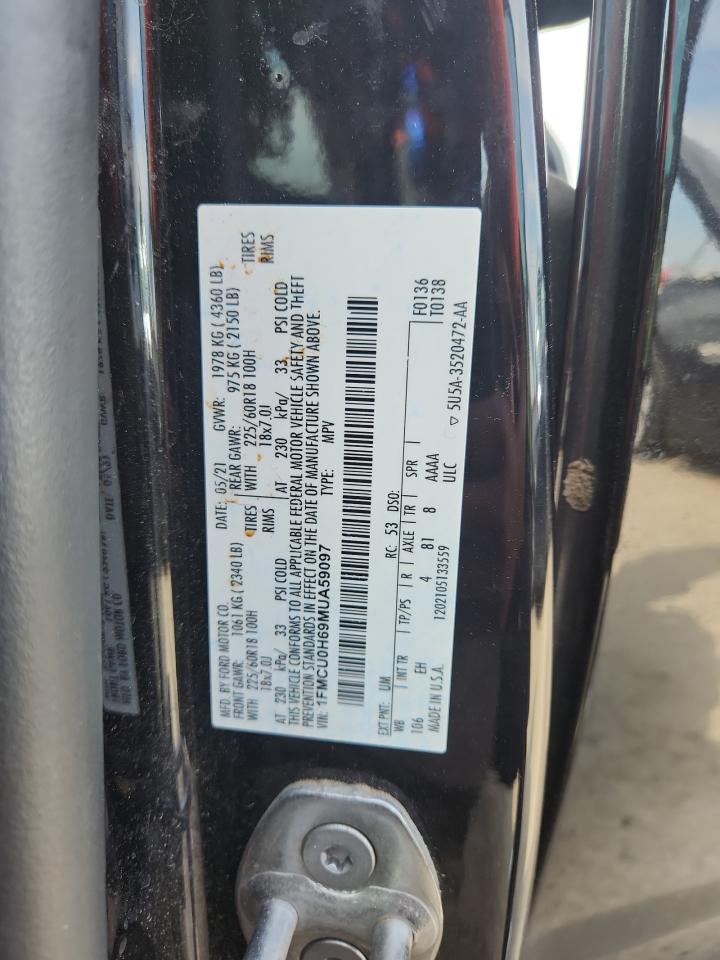 MFD. BY FORD MOTOR CO. DATE: 05/21 GVWR: 1978 KG ( 4360 LB)
FRONT GAWR: 1061 KG ( 2340 LB) REAR GAWR: 975 KG ( 2150 LB)
WITH 225/60R18 100H TIRES WITH 225/60R18 100H TIRES
18x7.0J RIMS 18x7.0J RIMS
AT 230 kPa/ 33 PSI COLD AT 230 kPa/ 33 PSI COLD
THIS VEHICLE CONFORMS TO ALL APPLICABLE FEDERAL MOTOR VEHICLE SAFETY AND THEFT
PREVENTION STANDARDS IN EFFECT ON THE DATE OF MANUFACTURE SHOWN ABOVE.
VIN: 1FMCU0H69MUA59097 TYPE: MPV
EXT PNT: UM RC: 53 DSO: F0136
WB INT TR TP/PS R AXLE TR SPR T0138
106 EH 4 81 8 AAAA
ULC
MADE IN U.S.A. 1202105133559 ▽ 5U5A-3520472-AA